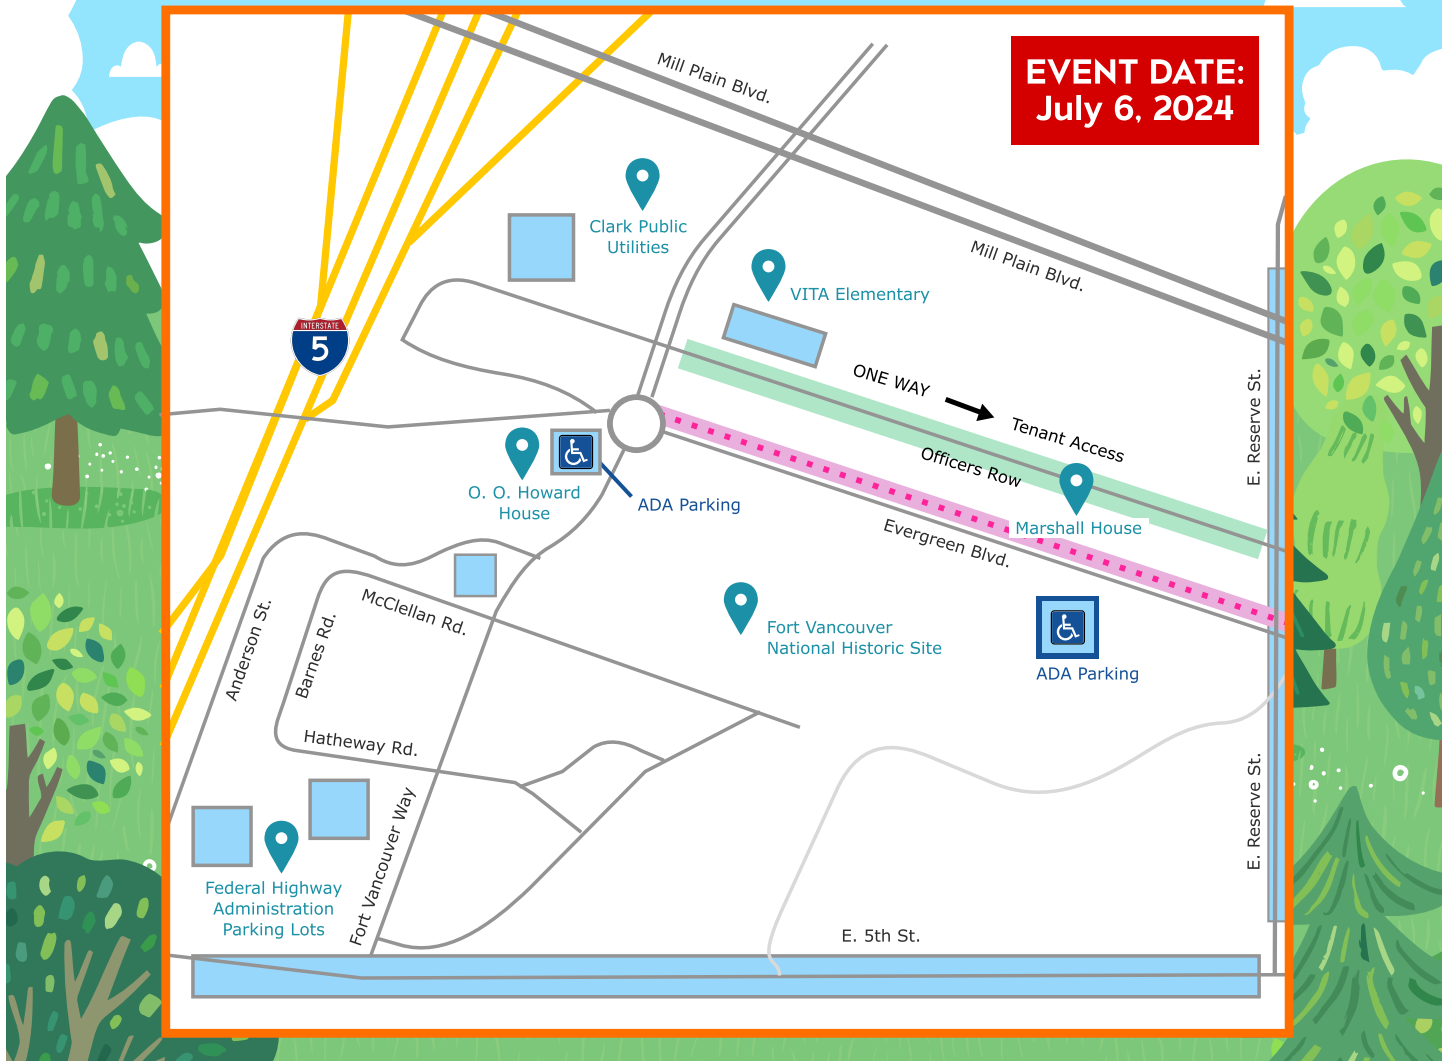 EVENT DATE:
July 6, 2024
Mill Plain Blvd.
Clark Public
Utilities
Mill Plain Blvd.
VITA Elementary
INTERSTATE
5
ONE WAY
Tenant Access
E. Reserve St.
Officers Row
O. O. Howard
House
ADA Parking
Marshall House
Evergreen Blvd.
McClellan Rd.
Anderson St.
Barnes Rd.
Fort Vancouver
National Historic Site
ADA Parking
Hatheway Rd.
E. Reserve St.
Fort Vancouver Way
Federal Highway
Administration
Parking Lots
E. 5th St.